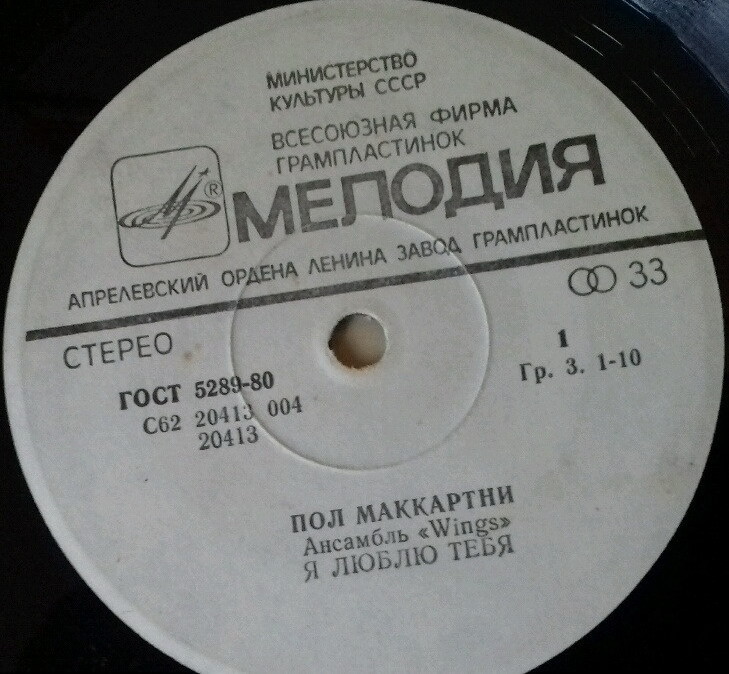 МИНИСТЕРСТВО
КУЛЬТУРЫ СССР
ВСЕСОЮЗНАЯ ФИРМА
ГРАМПЛАСТИНОК
® МЕЛОДИЯ
АПРЕЛЕВСКИЙ ОРДЕНА ЛЕНИНА ЗАВОД ГРАМПЛАСТИНОК
33
СТЕРЕО
ГОСТ 5289-80
С62 20413 004
20413
1
Гр. 3. 1-10
ПОЛ МАККАРТНИ
Ансамбль «Wings»
Я ЛЮБЛЮ ТЕБЯ